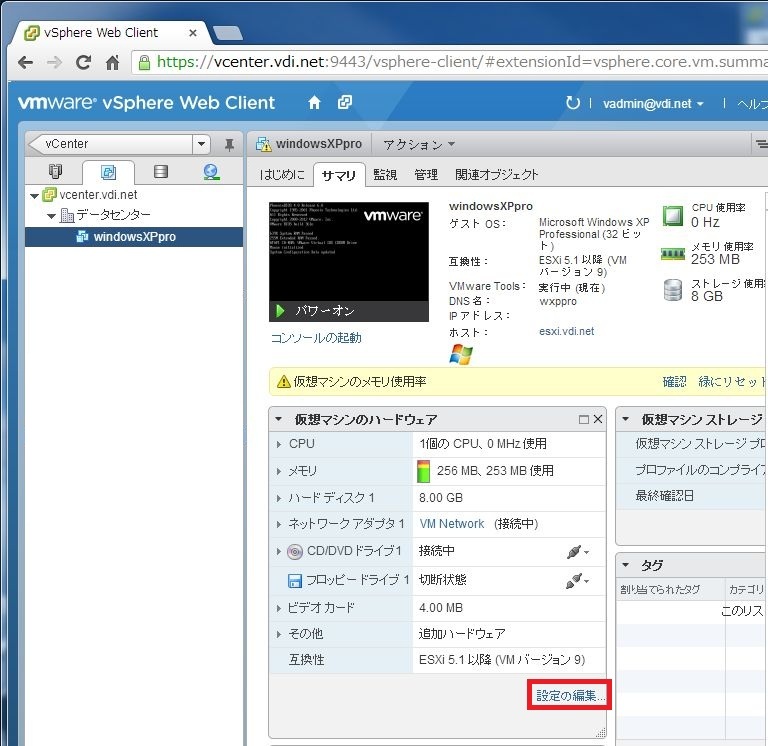 vSphere Web Client
https://vcenter.vdi.net:9443/vsphere-client/#extensionId=vsphere.core.vm.summa
vmware® vSphere Web Client
vadmin@vdi.net
ヘルプ
vCenter
windowsXPpro
アクション
はじめに
サマリ
監視
管理
関連オブジェクト
vcenter.vdi.net
データセンター
windowsXPpro
vmware
パワーオン
コンソールの起動
windowsXPpro
ゲスト OS:
Microsoft Windows XP
Professional (32 ビッ
ト)
互換性:
ESXi 5.1 以降 (VM
バージョン 9)
VMware Tools:
実行中 (現在)
DNS 名:
wxppro
IP アドレス:
ホスト:
esxi.vdi.net
CPU 使用率
0 Hz
メモリ 使用率
253 MB
ストレージ 使用
8 GB
仮想マシンのメモリ使用率
確認
緑にリセット
仮想マシンのハードウェア
CPU
1個の CPU、0 MHz 使用
メモリ
256 MB、253 MB 使用
ハード ディスク 1
8.00 GB
ネットワーク アダプタ 1
VM Network (接続中)
CD/DVD ドライブ 1
接続中
フロッピー ドライブ 1
切断状態
ビデオ カード
4.00 MB
その他
追加ハードウェア
互換性
ESXi 5.1 以降 (VM バージョン 9)
設定の編集...
仮想マシン ストレージ
仮想マシン ストレージ プロ
プロファイルのコンプライア
最終確認日
タグ
割り当てられたタグ
カテゴリ
このリス